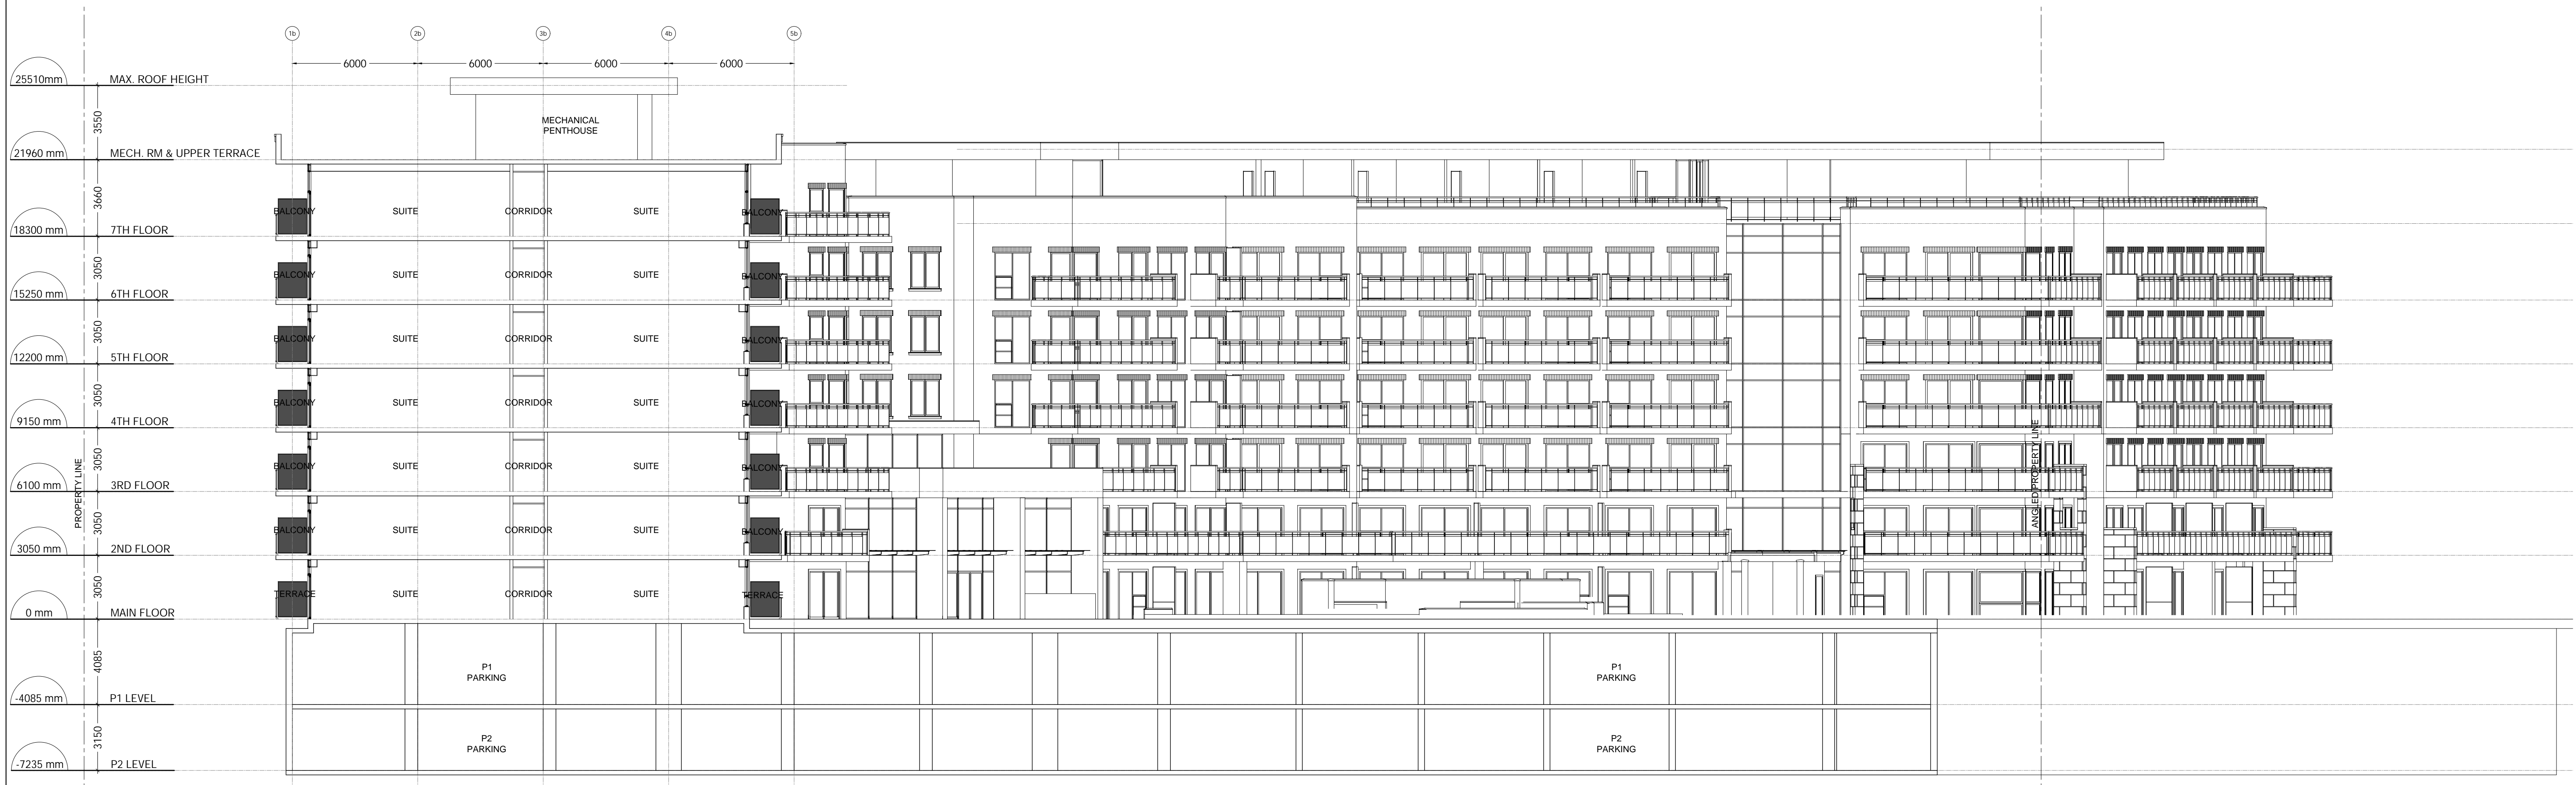 1b 2b 3b 4b 5b
6000 6000 6000 6000
25510mm MAX. ROOF HEIGHT
3550
MECHANICAL
PENTHOUSE
21960 mm MECH. RM & UPPER TERRACE
3660
BALCONY SUITE CORRIDOR SUITE BALCONY
18300 mm 7TH FLOOR
3050
BALCONY SUITE CORRIDOR SUITE BALCONY
15250 mm 6TH FLOOR
3050
BALCONY SUITE CORRIDOR SUITE BALCONY
12200 mm 5TH FLOOR
3050
BALCONY SUITE CORRIDOR SUITE BALCONY
9150 mm 4TH FLOOR
3050
BALCONY SUITE CORRIDOR SUITE BALCONY
6100 mm 3RD FLOOR
PROPERTY LINE
ANGLED PROPERTY LINE
3050
BALCONY SUITE CORRIDOR SUITE BALCONY
3050 mm 2ND FLOOR
3050
TERRACE SUITE CORRIDOR SUITE TERRACE
0 mm MAIN FLOOR
4085
P1
PARKING
P1
PARKING
-4085 mm P1 LEVEL
3150
P2
PARKING
P2
PARKING
-7235 mm P2 LEVEL